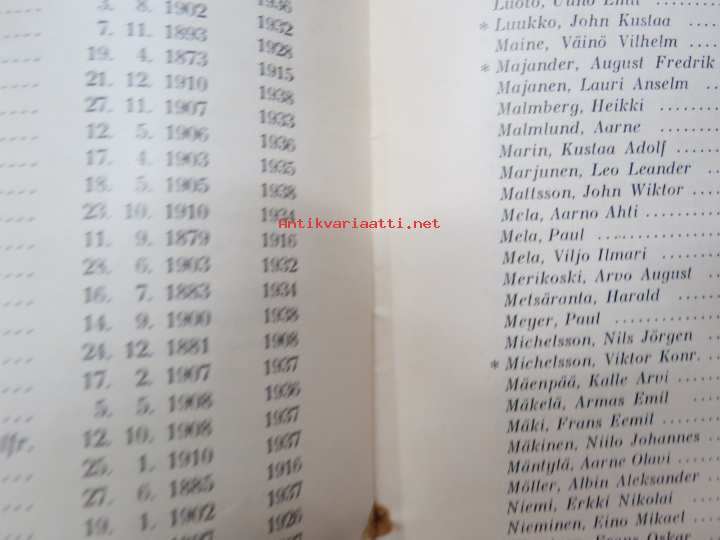 3. 8. 1902 1936
7. 11. 1893 1932
19. 4. 1873 1928
21. 12. 1910 1915
27. 11. 1907 1938
12. 5. 1906 1933
17. 4. 1903 1936
18. 5. 1905 1935
23. 10. 1910 1938
11. 9. 1879 1934
23. 6. 1903 1916
16. 7. 1883 1932
14. 9. 1900 1934
24. 12. 1881 1938
17. 2. 1907 1908
5. 5. 1908 1937
12. 10. 1908 1936
25. 1. 1910 1937
27. 6. 1885 1937
19. 1. 1902 1916
1937
1926
Antikvariaatti.net
Luoto, Uuno Emil
* Luukko, John Kustaa
Maine, Väinö Vilhelm
* Majander, August Fredrik
Majanen, Lauri Anselm
Malmberg, Heikki
Malmlund, Aarne
Marin, Kustaa Adolf
Marjunen, Leo Leander
Mattsson, John Wiktor
Mela, Aarno Ahti
Mela, Paul
Mela, Viljo Ilmari
Merikoski, Arvo August
Metsäranta, Harald
Meyer, Paul
Michelsson, Nils Jörgen
* Michelsson, Viktor Konr.
Mäenpää, Kalle Arvi
Mäkelä, Armas Emil
Mäki, Frans Eemil
Mäkinen, Niilo Johannes
Mäntylä, Aarne Olavi
Möller, Albin Aleksander
Niemi, Erkki Nikolai
Nieminen, Eino Mikael
Nieminen, Frans Oskar